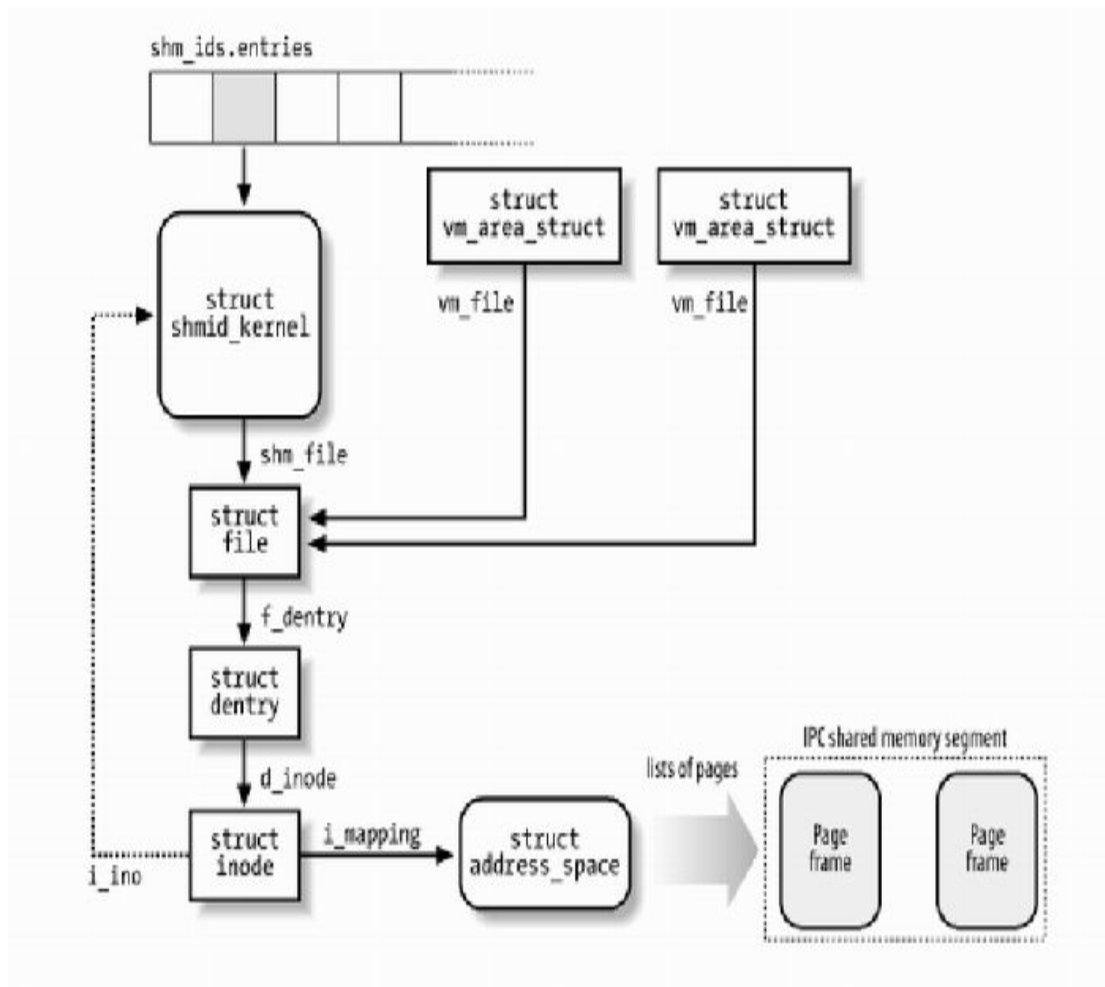 shm_ids.entries
struct
vm_area_struct
struct
vm_area_struct
struct
shmid_kernel
vm_file
vm_file
shm_file
struct
file
f_dentry
struct
dentry
d_inode
IPC shared memory segment
lists of pages
struct
inode
i_mapping
struct
address_space
Page
frame
Page
frame
i_ino